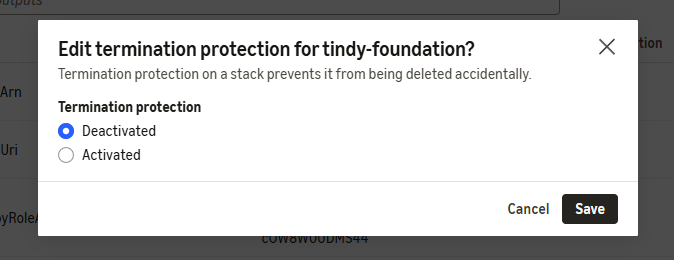 Edit termination protection for tindy-foundation?
Termination protection on a stack prevents it from being deleted accidentally.
Termination protection
Deactivated
Activated
Cancel
Save
Arn
Uri